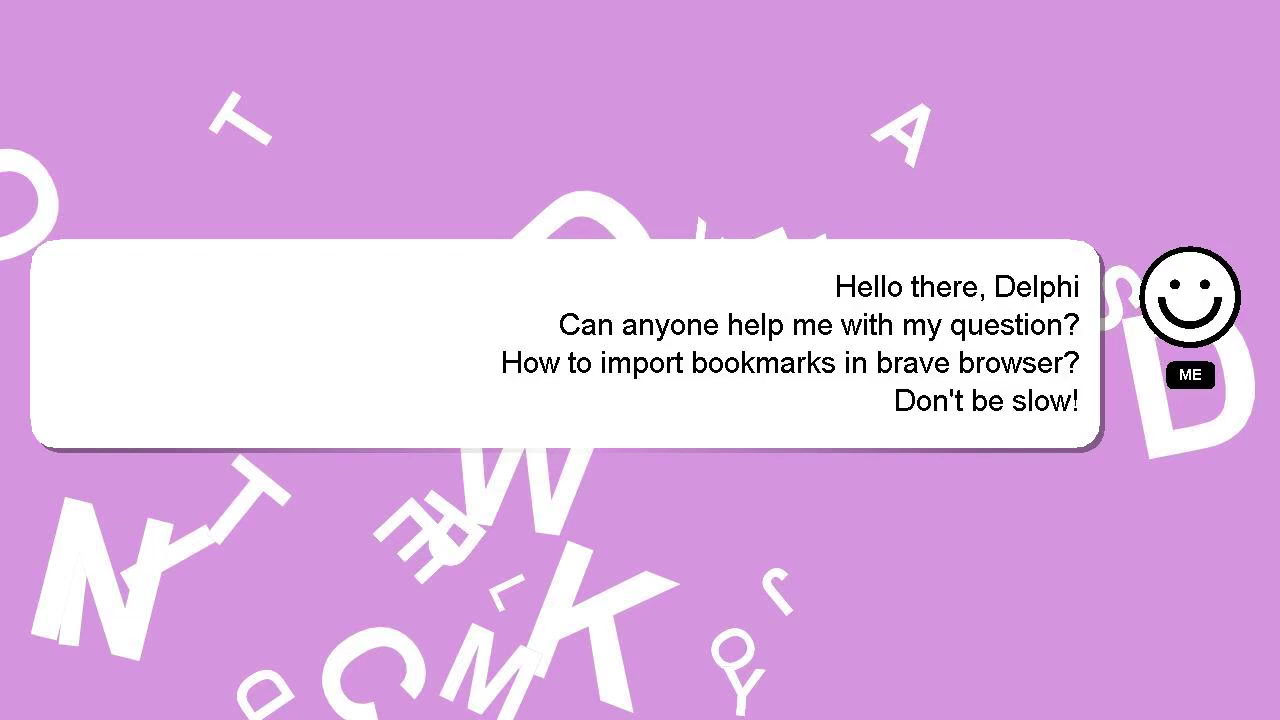 Hello there, Delphi
Can anyone help me with my question?
How to import bookmarks in brave browser?
Don't be slow!
ME
T
A
O
S
D
W
N
Y
T
E
R
L
K
J
M
C
D
O
Y